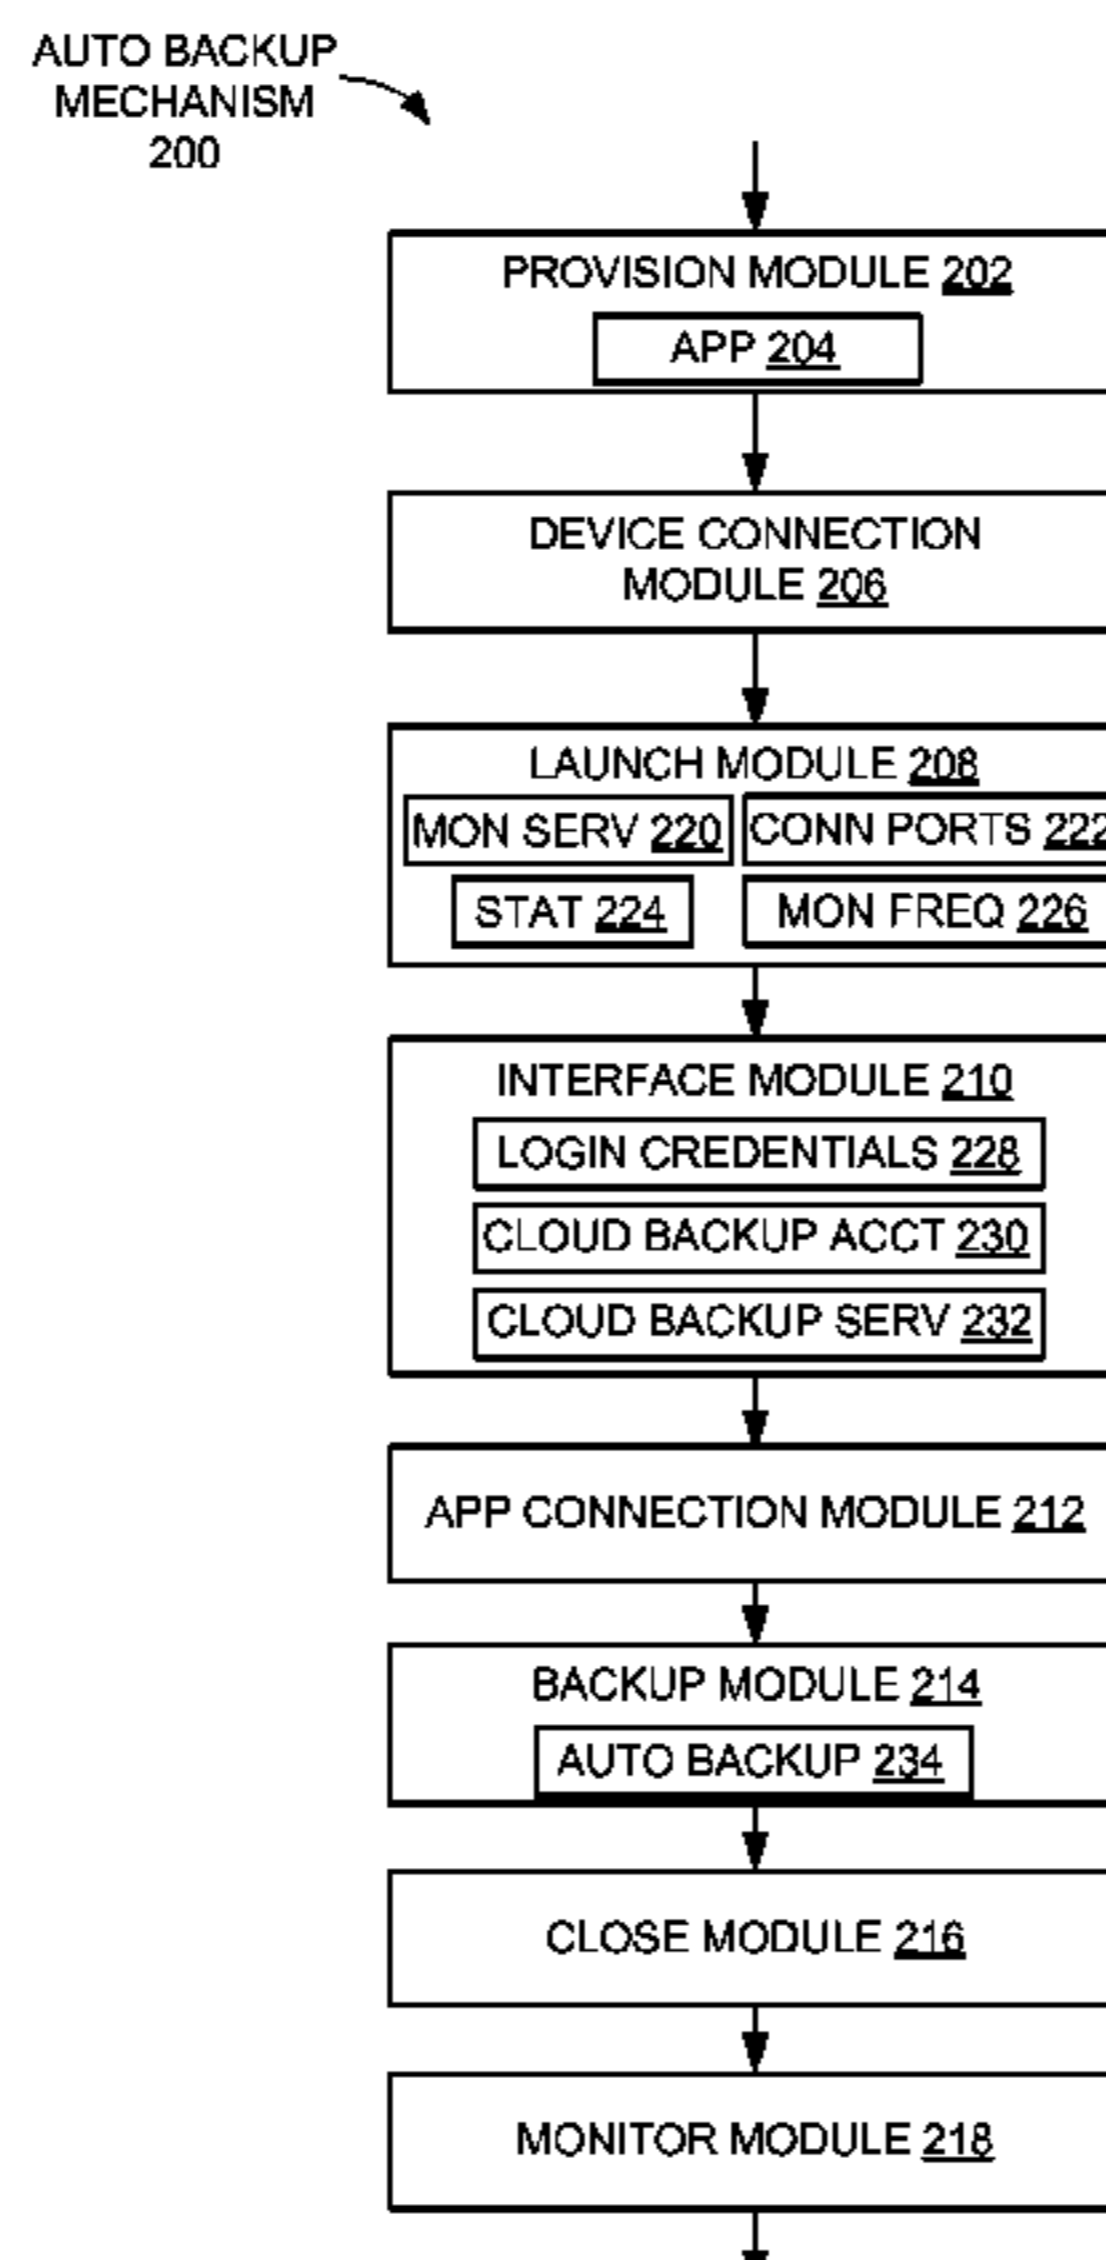 AUTO BACKUP
MECHANISM
200
PROVISION MODULE 202
APP 204
DEVICE CONNECTION
MODULE 206
LAUNCH MODULE 208
MON SERV 220
CONN PORTS 222
STAT 224
MON FREQ 226
INTERFACE MODULE 210
LOGIN CREDENTIALS 228
CLOUD BACKUP ACCT 230
CLOUD BACKUP SERV 232
APP CONNECTION MODULE 212
BACKUP MODULE 214
AUTO BACKUP 234
CLOSE MODULE 216
MONITOR MODULE 218